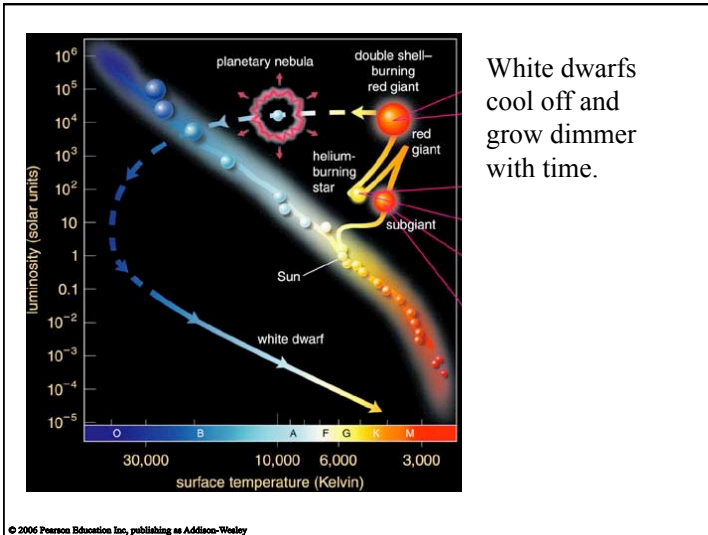 White dwarfs
cool off and
grow dimmer
with time.
planetary nebula
double shell–
burning
red giant
red
giant
helium-
burning
star
subgiant
Sun
white dwarf
luminosity (solar units)
10⁶
10⁵
10⁴
10³
10²
10
1
0.1
10⁻²
10⁻³
10⁻⁴
10⁻⁵
O B A F G K M
30,000 10,000 6,000 3,000
surface temperature (Kelvin)
© 2006 Pearson Education Inc, publishing as Addison-Wesley